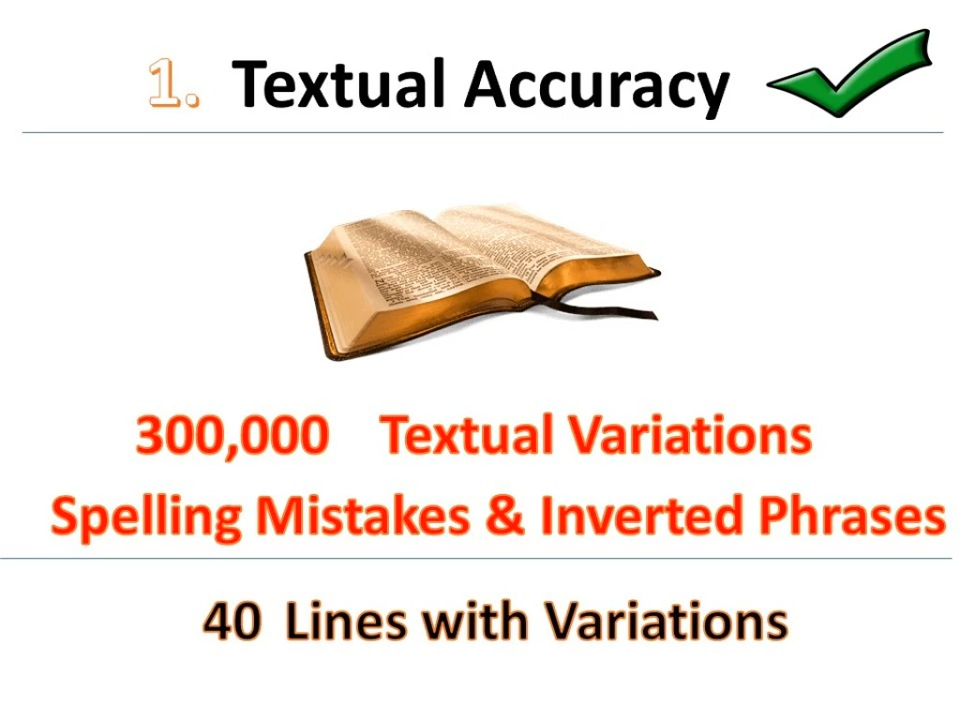 1. Textual Accuracy
300,000 Textual Variations
Spelling Mistakes & Inverted Phrases
40 Lines with Variations